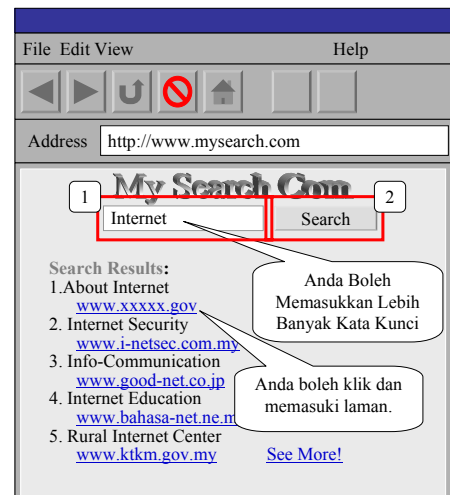 File Edit View Help
Address http://www.mysearch.com
My Search Com
1 Internet Search 2
Search Results:
1.About Internet
www.xxxxx.gov
2. Internet Security
www.i-netsec.com.my
3. Info-Communication
www.good-net.co.jp
4. Internet Education
www.bahasa-net.ne.m
5. Rural Internet Center
www.ktkm.gov.my See More!
Anda Boleh
Memasukkan Lebih
Banyak Kata Kunci
Anda boleh klik dan
memasuki laman.